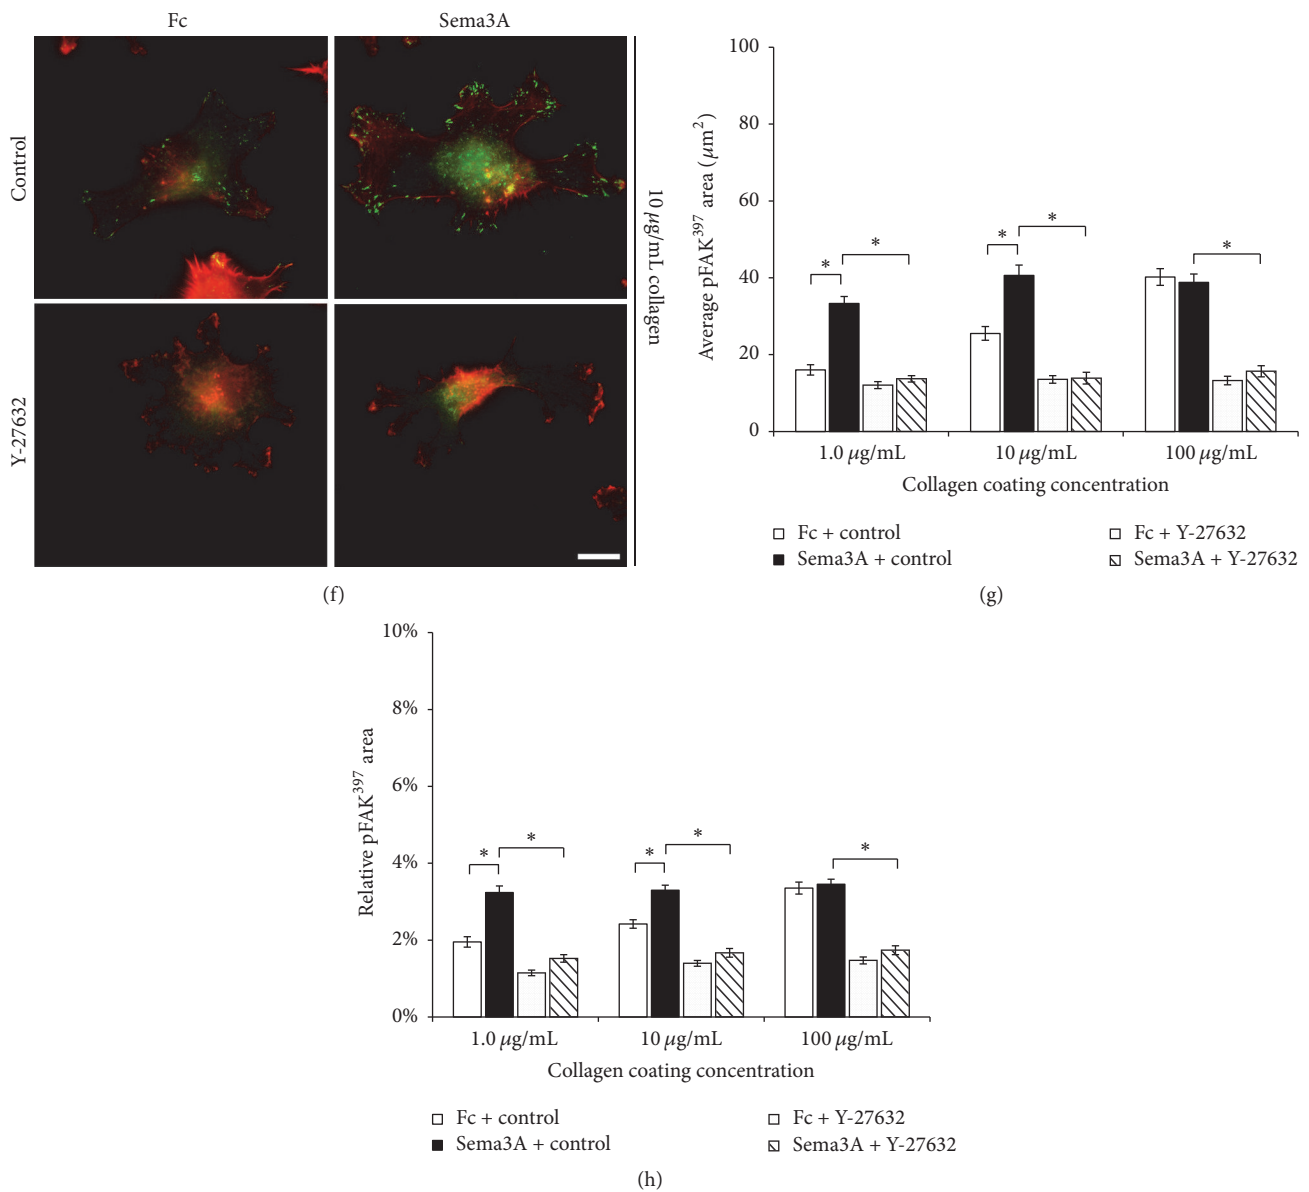 Fc Sema3A
Control
Y-27632
10 μg/mL collagen
(f)
100
80
60
40
20
0
Average pFAK³⁹⁷ area (μm²)
* * * * *
1.0 μg/mL 10 μg/mL 100 μg/mL
Collagen coating concentration
Fc + control Fc + Y-27632
Sema3A + control Sema3A + Y-27632
(g)
10%
8%
6%
4%
2%
0%
Relative pFAK³⁹⁷ area
* * * * *
1.0 μg/mL 10 μg/mL 100 μg/mL
Collagen coating concentration
Fc + control Fc + Y-27632
Sema3A + control Sema3A + Y-27632
(h)